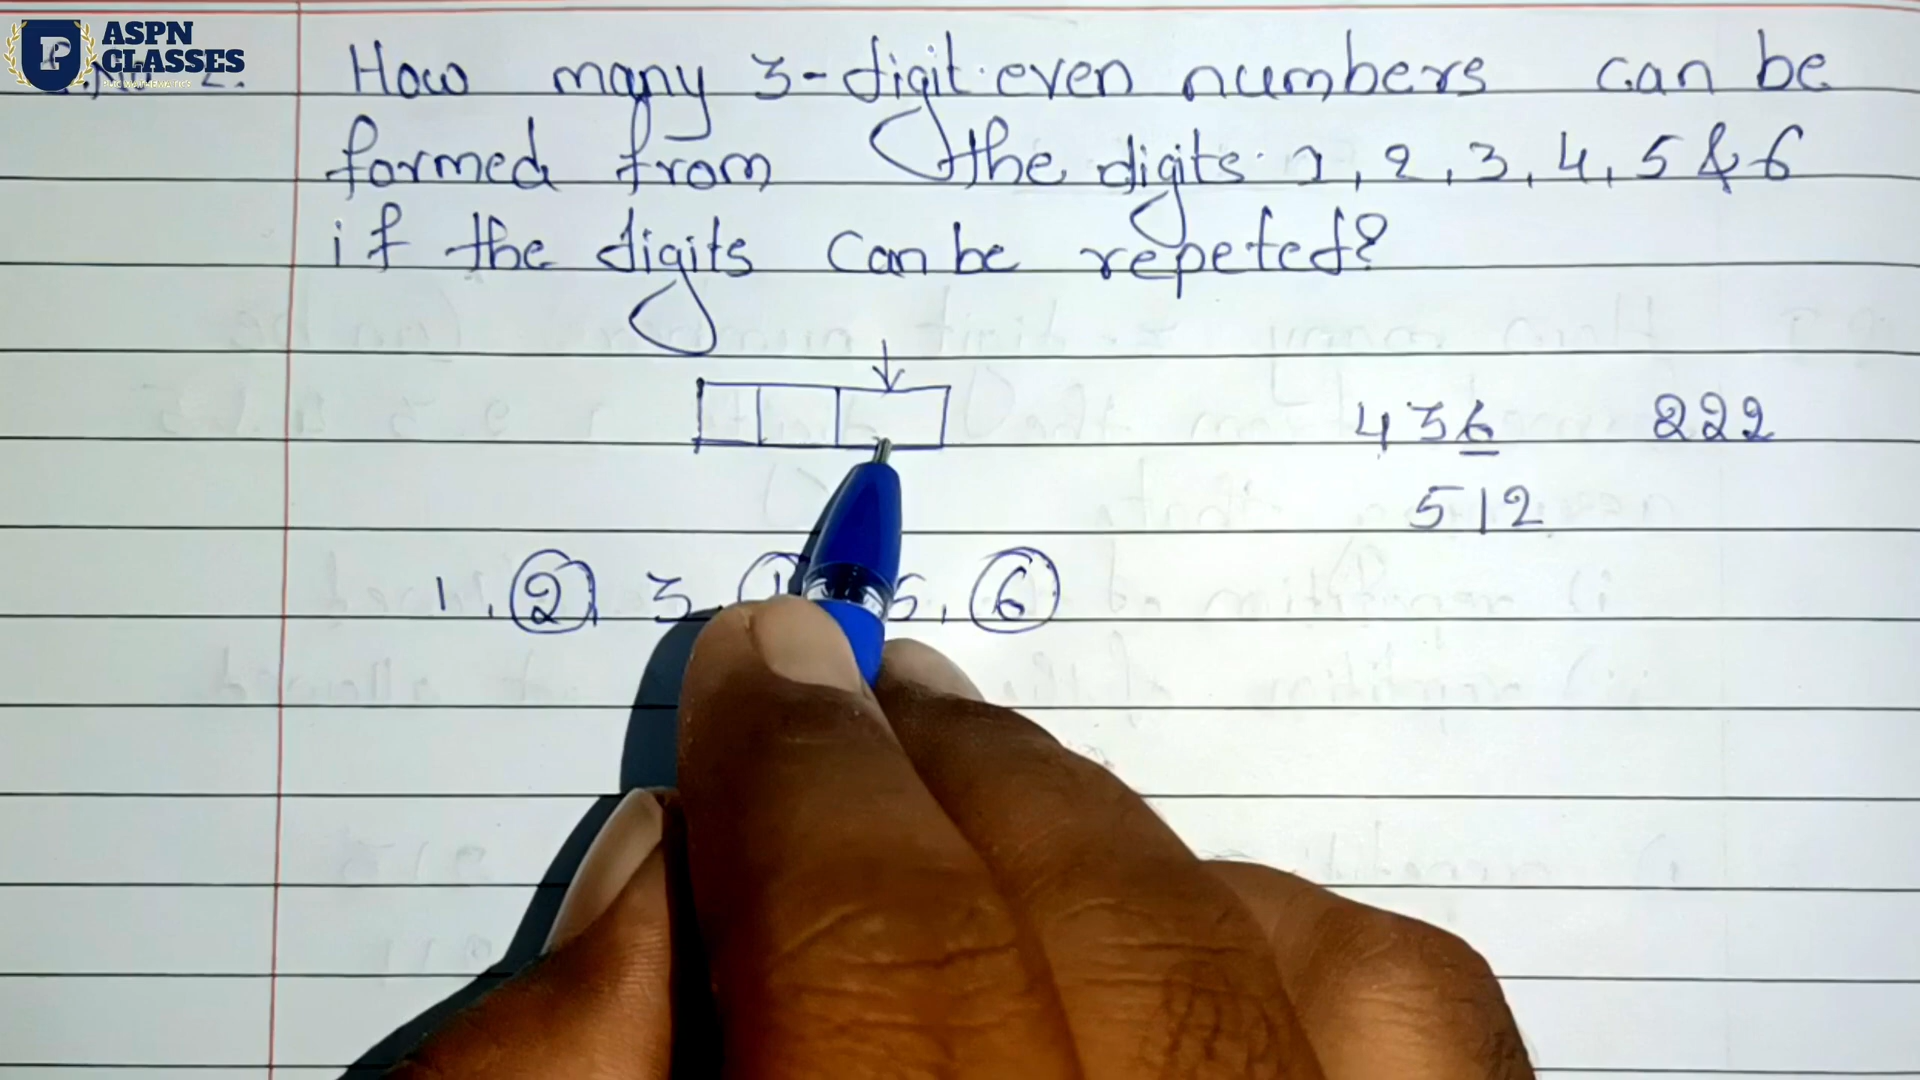 ASPN
CLASSES
How many 3-digit even numbers can be
formed from the digits 1, 2, 3, 4, 5 & 6
if the digits can be repeted?
436 222
512
1, 2, 3, 5, 6